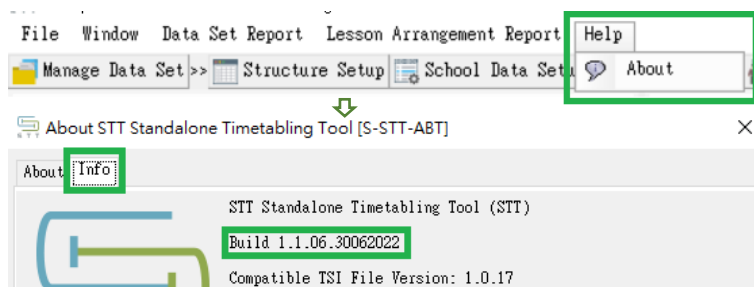 File Window Data Set Report Lesson Arrangement Report Help
Manage Data Set >> Structure Setup School Data Setu About
About STT Standalone Timetabling Tool [S-STT-ABT]
About Info
STT Standalone Timetabling Tool (STT)
Build 1.1.06.30062022
Compatible TSI File Version: 1.0.17